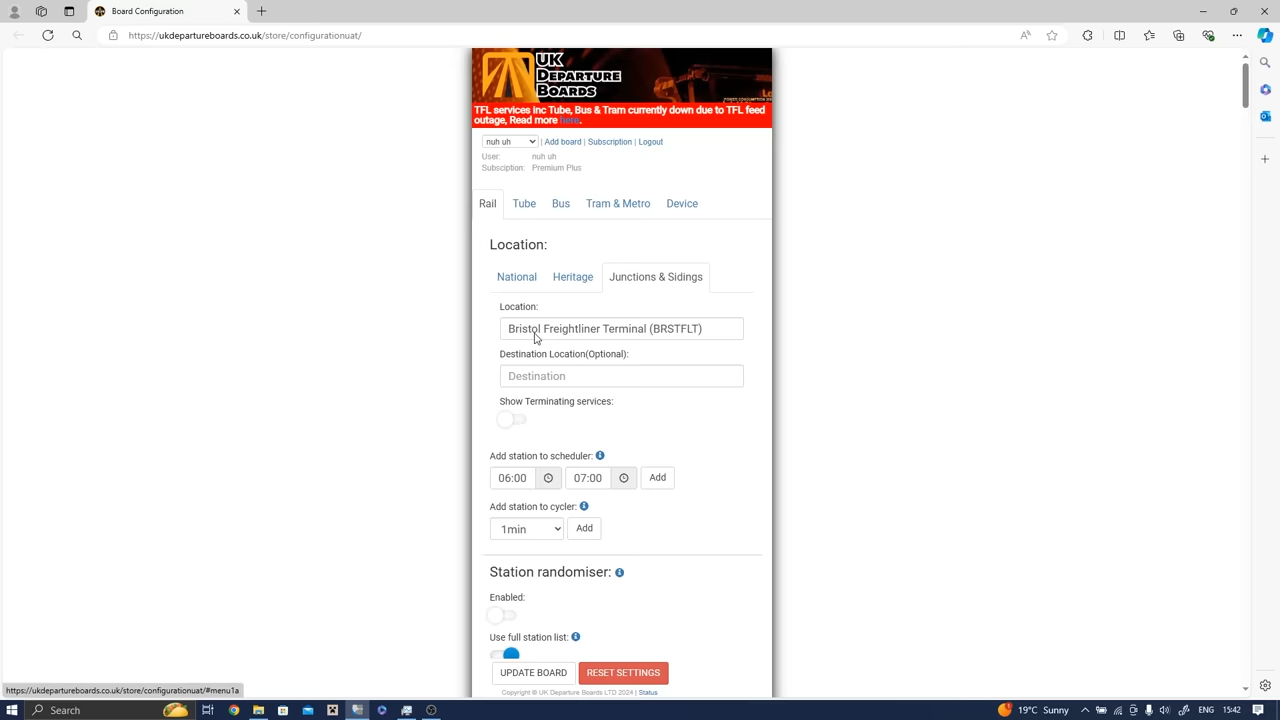 https://ukdepartureboards.co.uk/store/configurationuat/
UK
DEPARTURE
BOARDS
TFL services inc Tube, Bus & Tram currently down due to TFL feed
outage, Read more here.
nuh uh | Add board | Subscription | Logout
User: nuh uh
Subsciption: Premium Plus
Rail Tube Bus Tram & Metro Device
Location:
National Heritage Junctions & Sidings
Location:
Bristol Freightliner Terminal (BRSTFLT)
Destination Location(Optional):
Destination
Show Terminating services:
Add station to scheduler:
06:00 07:00 Add
Add station to cycler:
1min Add
Station randomiser:
Enabled:
Use full station list:
UPDATE BOARD RESET SETTINGS
https://ukdepartureboards.co.uk/store/configurationuat/#menu1a
Copyright © UK Departure Boards LTD 2024 | Status
Search 19°C 15:42